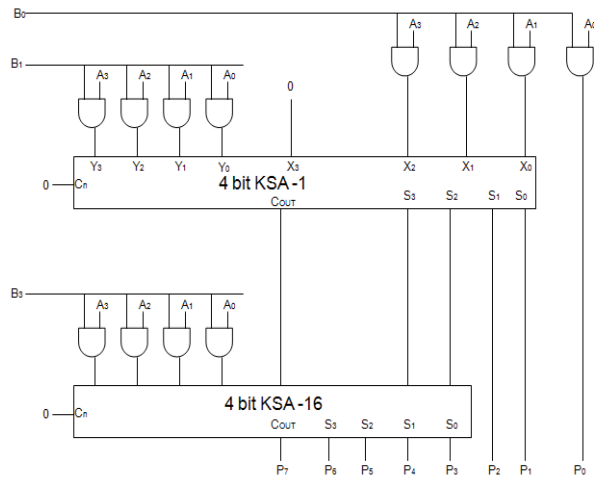 B0
A3 A2 A1 A0
B1
A3 A2 A1 A0
0
Y3 Y2 Y1 Y0 X3 X2 X1 X0
0 Cn 4 bit KSA-1
COUT S3 S2 S1 S0
B3
A3 A2 A1 A0
4 bit KSA-16
0 Cn
COUT S3 S2 S1 S0
P7 P6 P5 P4 P3 P2 P1 P0